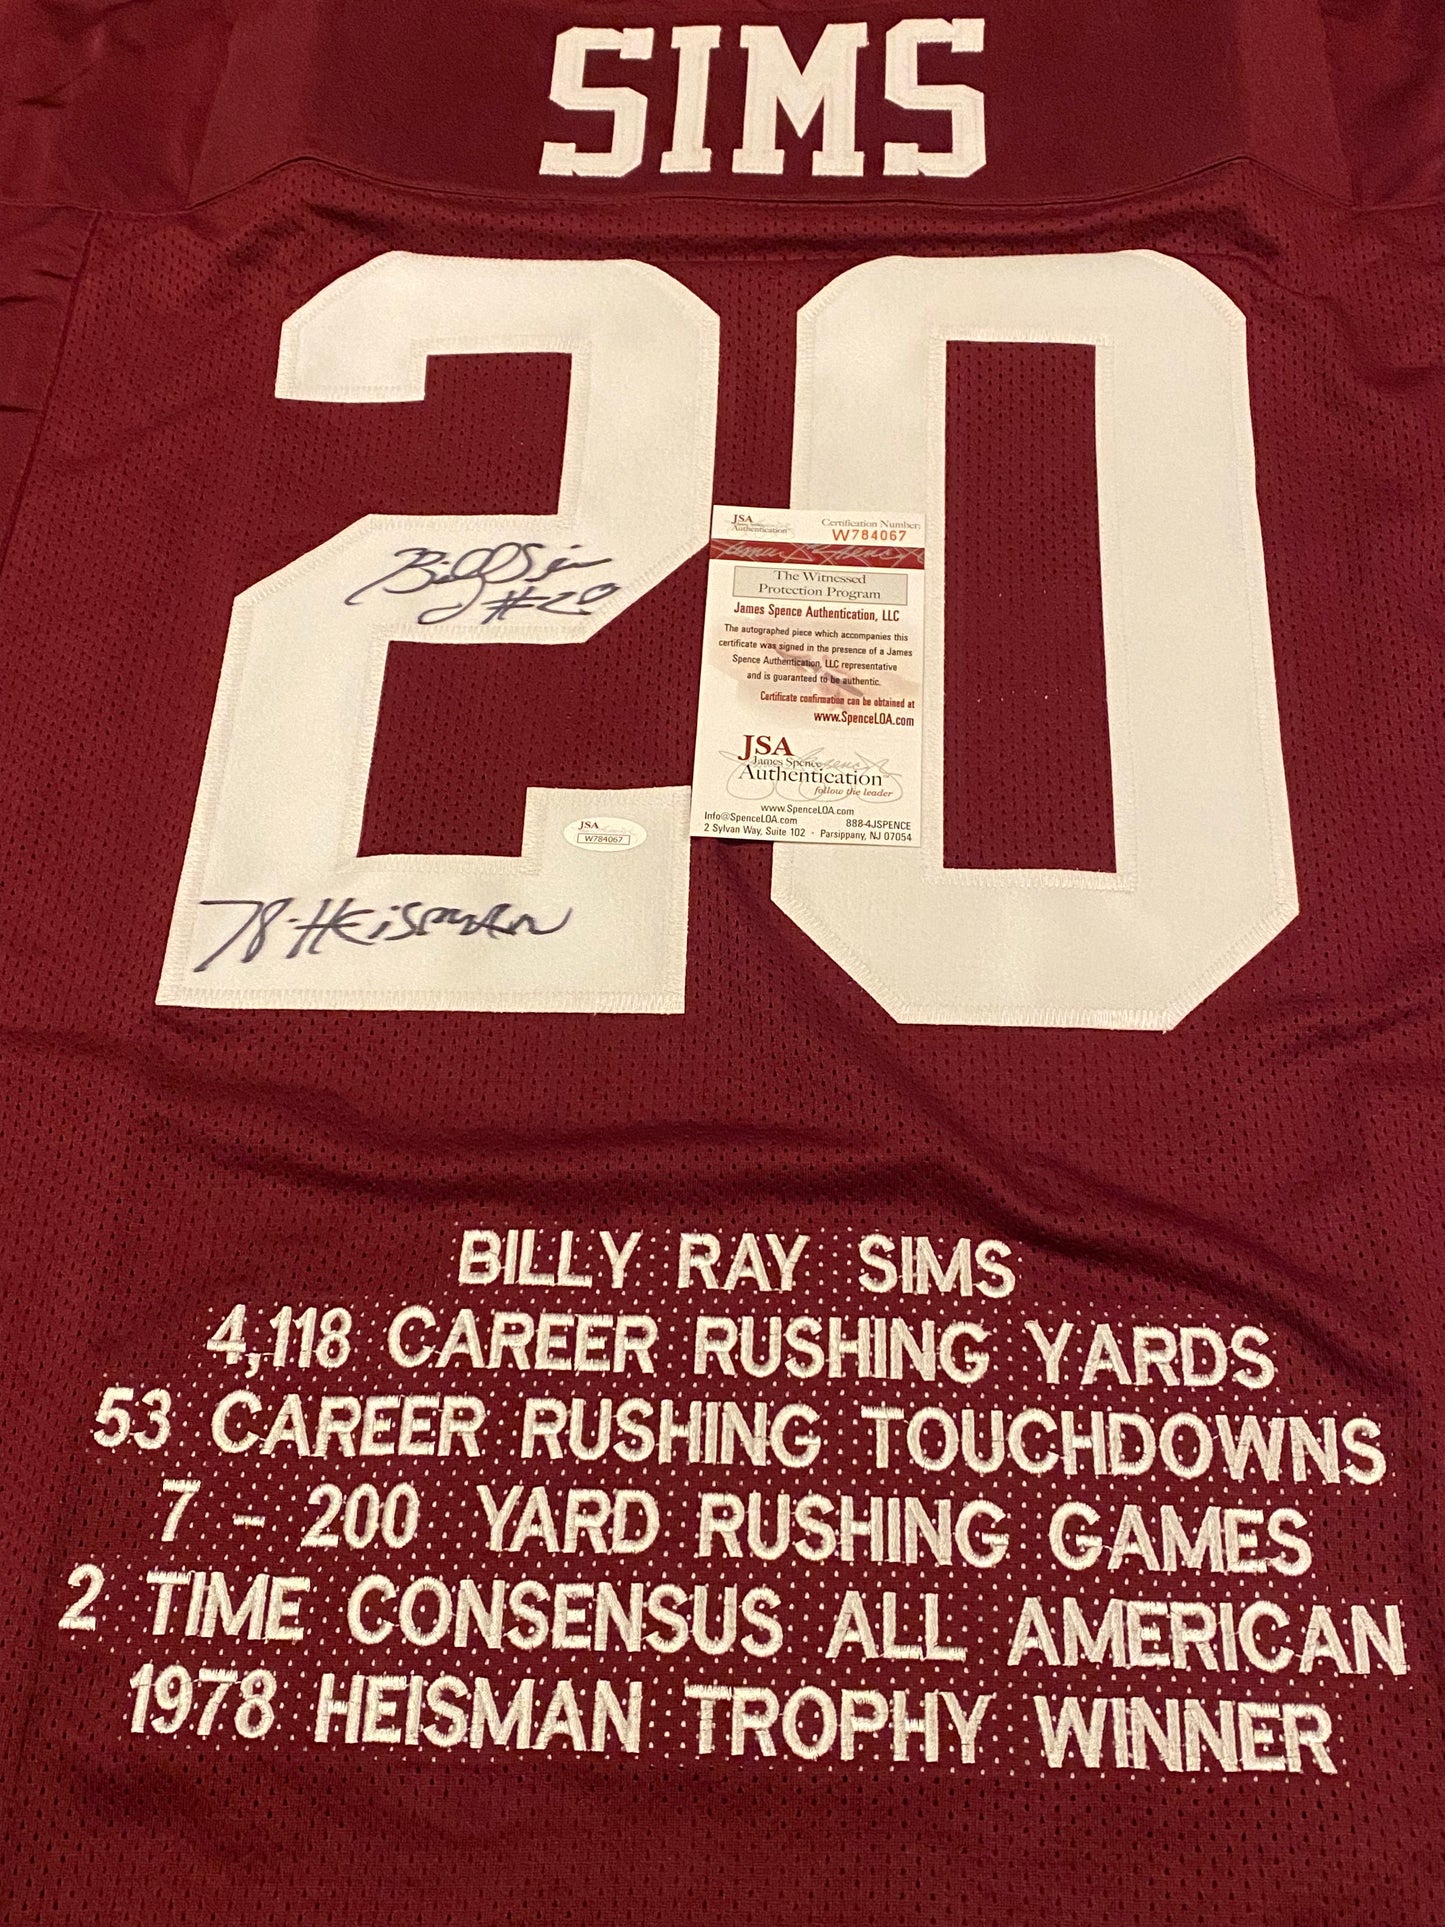 SIMS
20
Billy Sims
#20
JSA
Authentication
Certification Number:
W784067
The Witnessed
Protection Program
James Spence Authentication, LLC
The autographed piece which accompanies this
certificate was signed in the presence of a James
Spence Authentication, LLC representative
and is guaranteed to be authentic.
Certificate confirmation can be obtained at
www.SpenceLOA.com
JSA
James Spence
Authentication™
follow the leader
www.SpenceLOA.com
Info@SpenceLOA.com 888-4JSPENCE
2 Sylvan Way, Suite 102 • Parsippany, NJ 07054
JSA
W784067
78-HEiSMAN
BILLY RAY SIMS
4,118 CAREER RUSHING YARDS
53 CAREER RUSHING TOUCHDOWNS
7 - 200 YARD RUSHING GAMES
2 TIME CONSENSUS ALL AMERICAN
1978 HEISMAN TROPHY WINNER